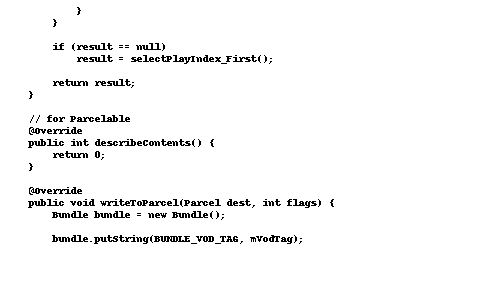 }
}
if (result == null)
result = selectPlayIndex_First();
return result;
}
// for Parcelable
@Override
public int describeContents() {
return 0;
}
@Override
public void writeToParcel(Parcel dest, int flags) {
Bundle bundle = new Bundle();
bundle.putString(BUNDLE_VOD_TAG, mVodTag);